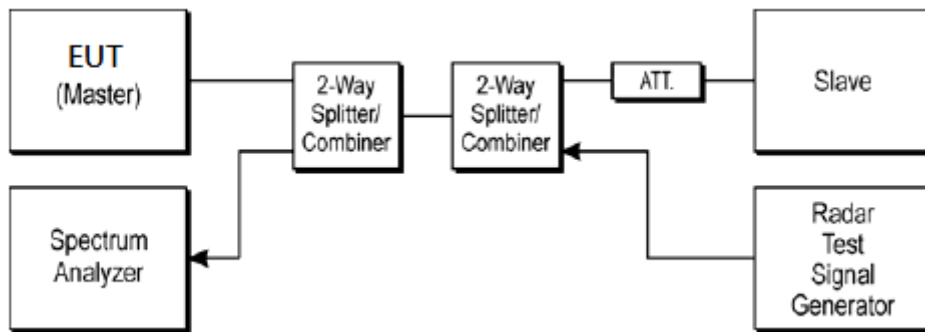 EUT
(Master)
2-Way
Splitter/
Combiner
2-Way
Splitter/
Combiner
ATT.
Slave
Spectrum
Analyzer
Radar
Test
Signal
Generator